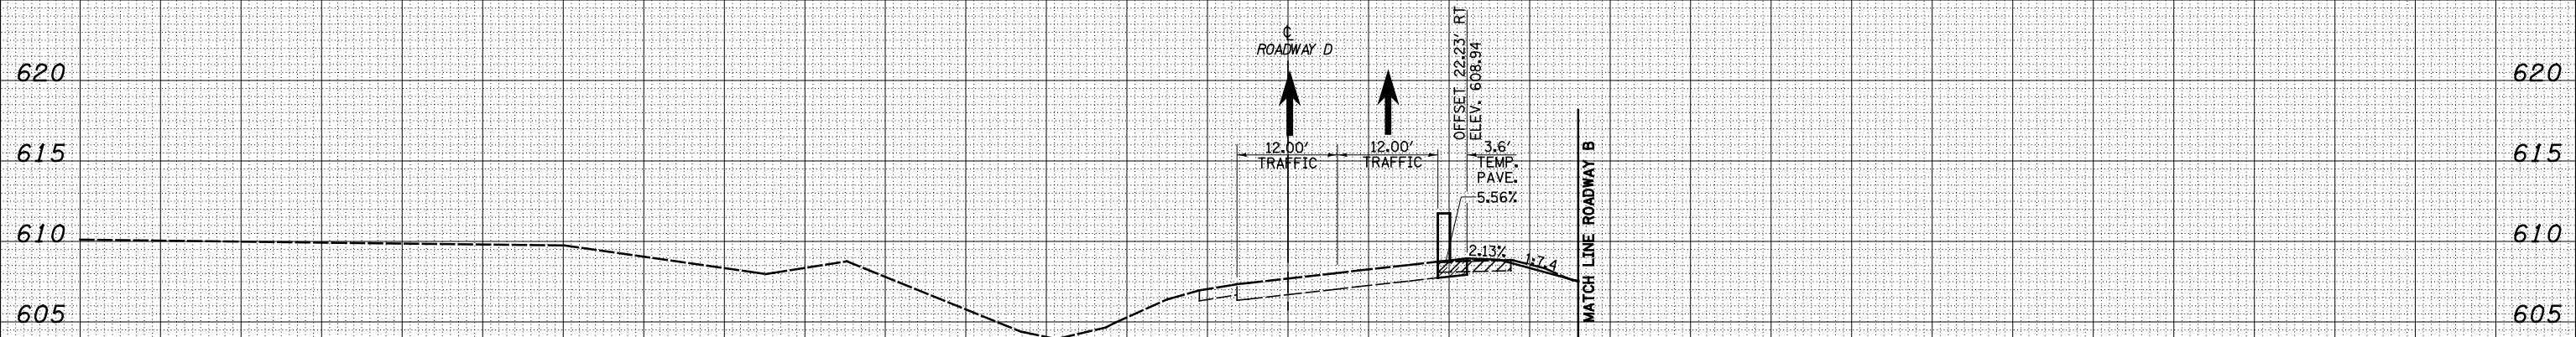 ℄
ROADWAY D
OFFSET 22.23' RT
ELEV. 608.94
620
620
615
12.00'
TRAFFIC
12.00'
TRAFFIC
3.6'
TEMP.
PAVE.
615
5.56%
MATCH LINE ROADWAY B
610
2.13%
1:7.4
610
605
605